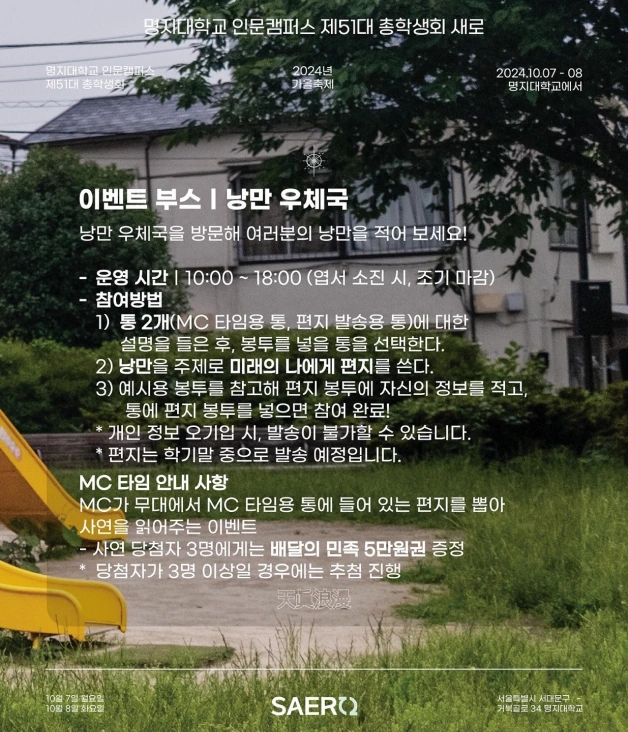 명지대학교 인문캠퍼스 제51대 총학생회 새로
명지대학교 인문캠퍼스
제51대 총학생회
2024년
가을축제
2024.10.07 - 08
명지대학교에서
이벤트 부스 | 낭만 우체국
낭만 우체국을 방문해 여러분의 낭만을 적어 보세요!
- 운영 시간 | 10:00 ~ 18:00 (엽서 소진 시, 조기 마감)
- 참여방법
1) 통 2개(MC 타임용 통, 편지 발송용 통)에 대한
설명을 들은 후, 봉투를 넣을 통을 선택한다.
2) 낭만을 주제로 미래의 나에게 편지를 쓴다.
3) 예시용 봉투를 참고해 편지 봉투에 자신의 정보를 적고,
통에 편지 봉투를 넣으면 참여 완료!
* 개인 정보 오기입 시, 발송이 불가할 수 있습니다.
* 편지는 학기말 중으로 발송 예정입니다.
MC 타임 안내 사항
MC가 무대에서 MC 타임용 통에 들어 있는 편지를 뽑아
사연을 읽어주는 이벤트
- 사연 당첨자 3명에게는 배달의 민족 5만원권 증정
* 당첨자가 3명 이상일 경우에는 추첨 진행
天真浪漫
10월 7일 월요일
10월 8일 화요일
SAERO
서울특별시 서대문구 -
거북골로 34 명지대학교